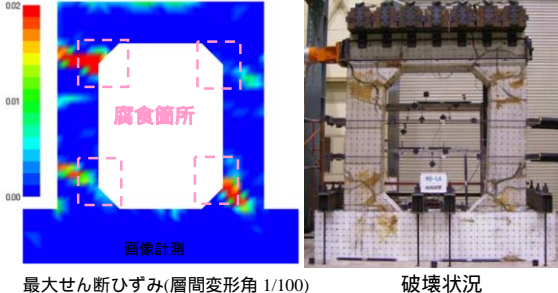 0.02
0.01
0.00
腐食箇所
画像計測
最大せん断ひずみ(層間変形角 1/100)
破壊状況